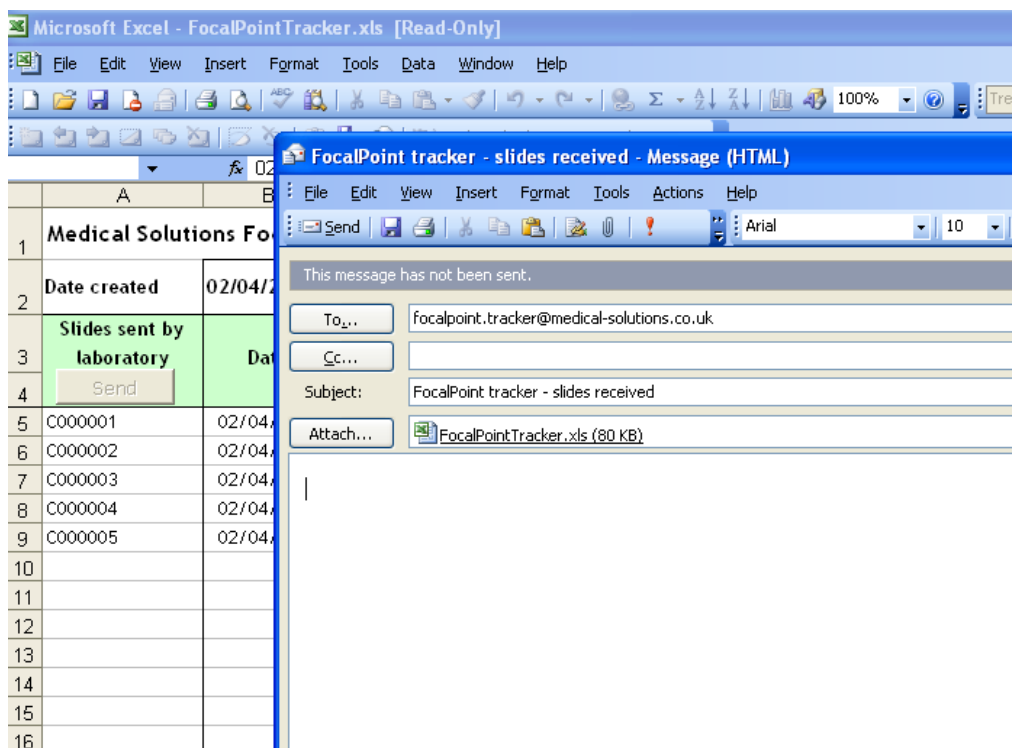 Microsoft Excel - FocalPointTracker.xls [Read-Only]
File Edit View Insert Format Tools Data Window Help
ABC 100% Tre
fx 02
FocalPoint tracker - slides received - Message (HTML)
File Edit View Insert Format Tools Actions Help
Send Arial 10
This message has not been sent.
To... focalpoint.tracker@medical-solutions.co.uk
Cc...
Subject: FocalPoint tracker - slides received
Attach... FocalPointTracker.xls (80 KB)
A B
1 Medical Solutions Fo
2 Date created 02/04/2
Slides sent by
3 laboratory Dat
4 Send
5 C000001 02/04/
6 C000002 02/04/
7 C000003 02/04/
8 C000004 02/04/
9 C000005 02/04/
10
11
12
13
14
15
16